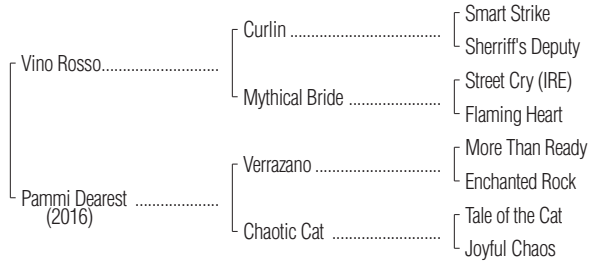 Smart Strike
Curlin ..............................
Sherriff's Deputy
Vino Rosso.............................
Street Cry (IRE)
Mythical Bride ......................
Flaming Heart
More Than Ready
Verrazano .........................
Enchanted Rock
Pammi Dearest .....................
(2016)
Tale of the Cat
Chaotic Cat ..........................
Joyful Chaos